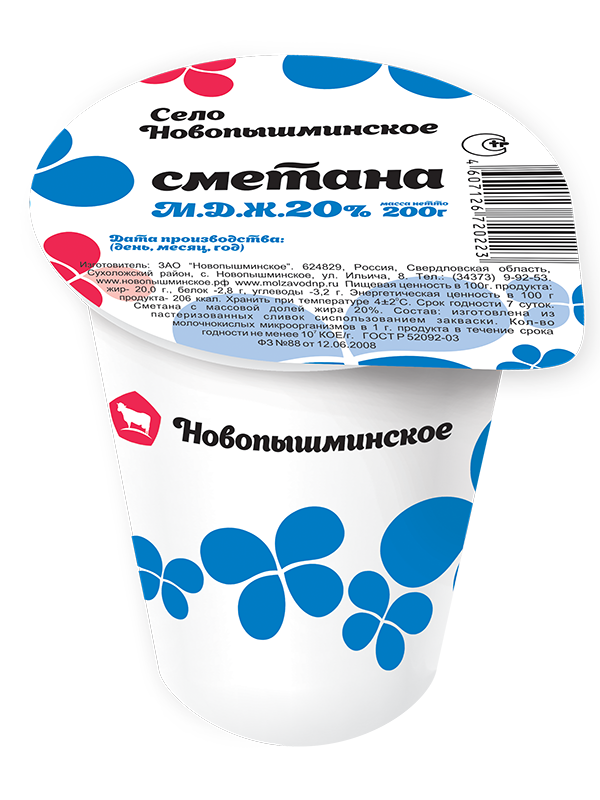 Село
Новопышминское
сметана
М.Д.Ж.20% масса нетто 200г
Дата производства:
(день, месяц, год)
Изготовитель: ЗАО "Новопышминское". 624829, Россия, Свердловская область,
Сухоложский район, с. Новопышминское, ул. Ильича, 8. Тел.: (34373) 9-92-53.
www.новопышминское.рф www.molzavodnp.ru Пищевая ценность в 100г. продукта:
жир- 20,0 г., белок -2,8 г, углеводы -3,2 г. Энергетическая ценность в 100 г
продукта- 206 ккал. Хранить при температуре 4±2°С. Срок годности 7 суток.
Сметана с массовой долей жира 20%. Состав: изготовлена из
пастеризованных сливок сиспользованием закваски. Кол-во
молочнокислых микроорганизмов в 1 г. продукта в течение срока
годности не менее 10⁷ КОЕ/г. ГОСТ Р 52092-03
ФЗ №88 от 12.06.2008
4607126720223
Новопышминское